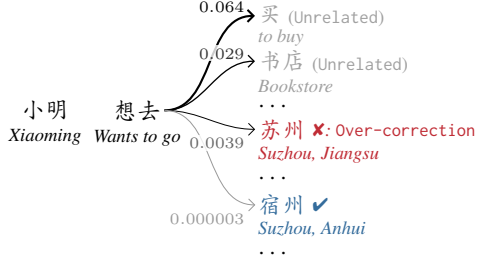 0.064
买 (Unrelated)
to buy
0.029
书店 (Unrelated)
Bookstore
...
小明 想去
Xiaoming Wants to go
0.0039
苏州 ✘: Over-correction
Suzhou, Jiangsu
...
0.000003
宿州 ✔
Suzhou, Anhui
...